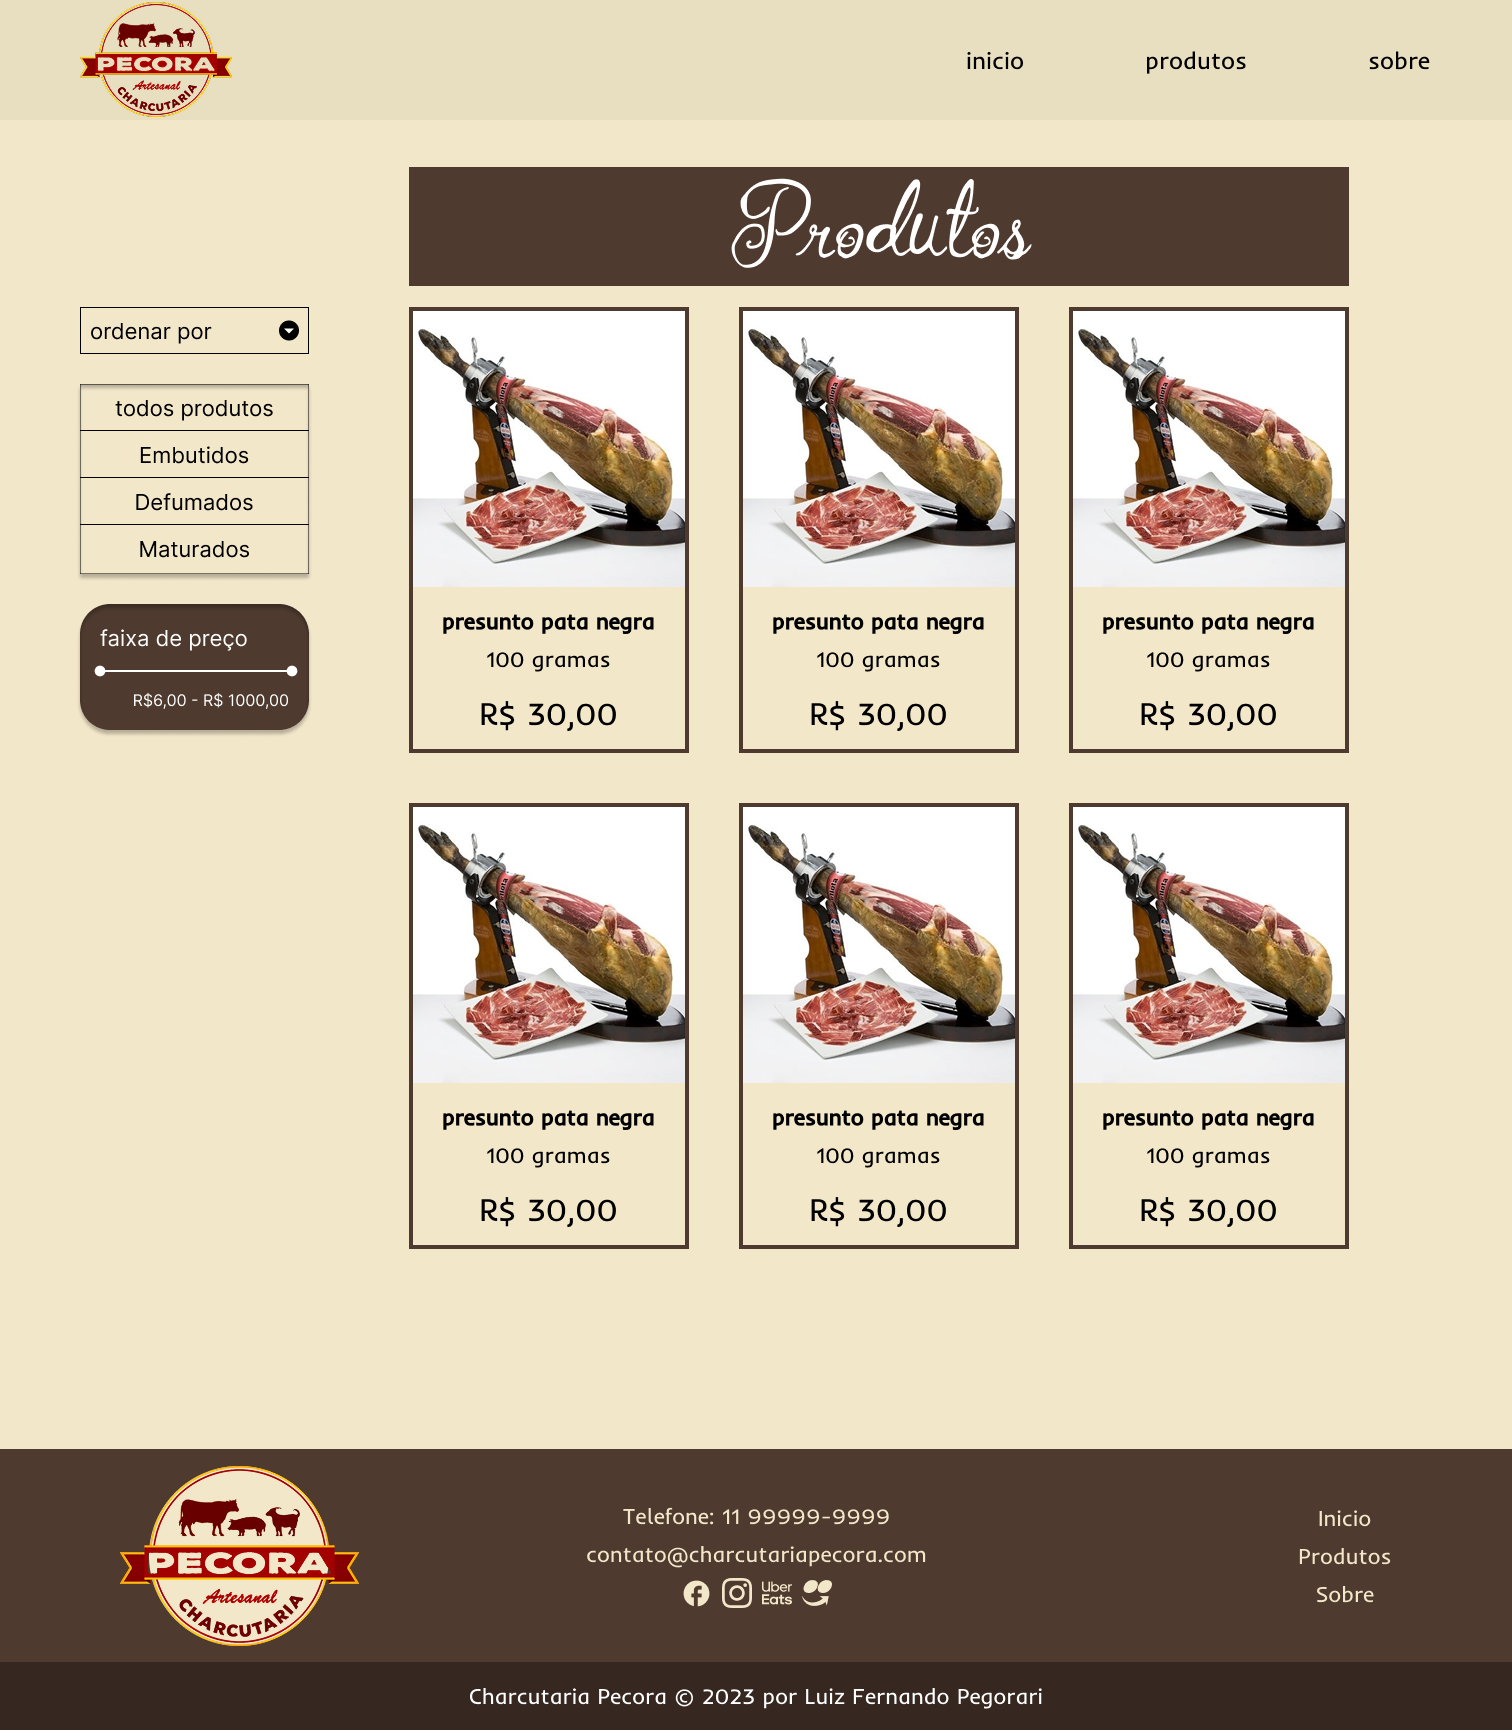 PECORA
Artesanal
CHARCUTARIA
inicio
produtos
sobre
Produtos
ordenar por
todos produtos
Embutidos
Defumados
Maturados
faixa de preço
R$6,00 - R$ 1000,00
presunto pata negra
100 gramas
R$ 30,00
presunto pata negra
100 gramas
R$ 30,00
presunto pata negra
100 gramas
R$ 30,00
presunto pata negra
100 gramas
R$ 30,00
presunto pata negra
100 gramas
R$ 30,00
presunto pata negra
100 gramas
R$ 30,00
PECORA
Artesanal
CHARCUTARIA
Telefone: 11 99999-9999
contato@charcutariapecora.com
Uber
Eats
Inicio
Produtos
Sobre
Charcutaria Pecora © 2023 por Luiz Fernando Pegorari